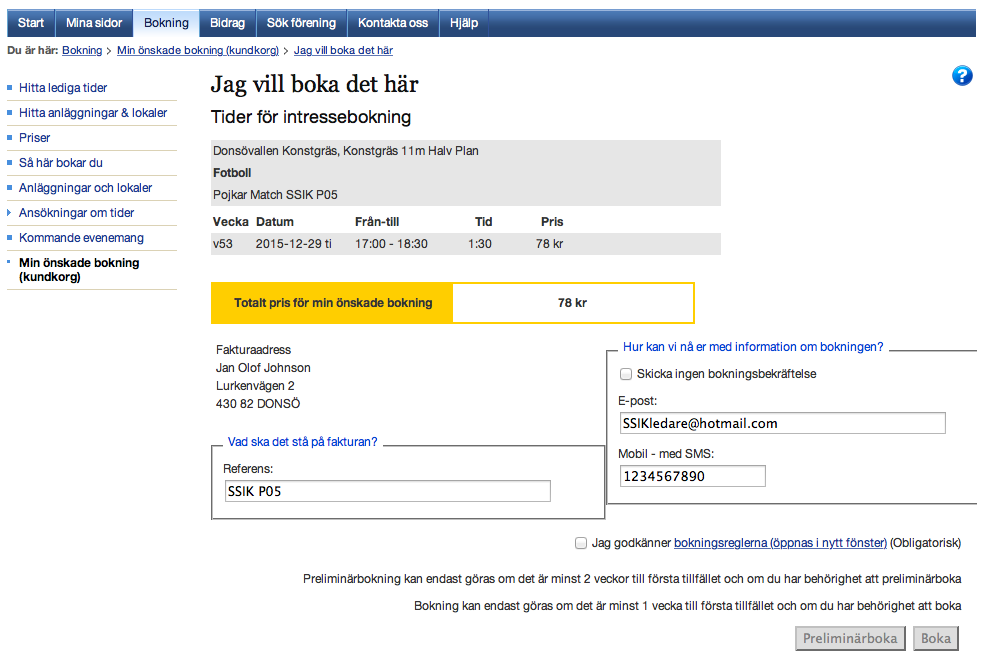 Start Mina sidor Bokning Bidrag Sök förening Kontakta oss Hjälp
Du är här: Bokning > Min önskade bokning (kundkorg) > Jag vill boka det här
Hitta lediga tider
Hitta anläggningar & lokaler
Priser
Så här bokar du
Anläggningar och lokaler
Ansökningar om tider
Kommande evenemang
Min önskade bokning
(kundkorg)
Jag vill boka det här
?
Tider för intressebokning
Donsövallen Konstgräs, Konstgräs 11m Halv Plan
Fotboll
Pojkar Match SSIK P05
Vecka Datum Från-till Tid Pris
v53 2015-12-29 ti 17:00 - 18:30 1:30 78 kr
Totalt pris för min önskade bokning 78 kr
Fakturaadress
Jan Olof Johnson
Lurkenvägen 2
430 82 DONSÖ
Vad ska det stå på fakturan?
Referens:
SSIK P05
Hur kan vi nå er med information om bokningen?
Skicka ingen bokningsbekräftelse
E-post:
SSIKledare@hotmail.com
Mobil - med SMS:
1234567890
Jag godkänner bokningsreglerna (öppnas i nytt fönster) (Obligatorisk)
Preliminärbokning kan endast göras om det är minst 2 veckor till första tillfället och om du har behörighet att preliminärboka
Bokning kan endast göras om det är minst 1 vecka till första tillfället och om du har behörighet att boka
Preliminärboka Boka